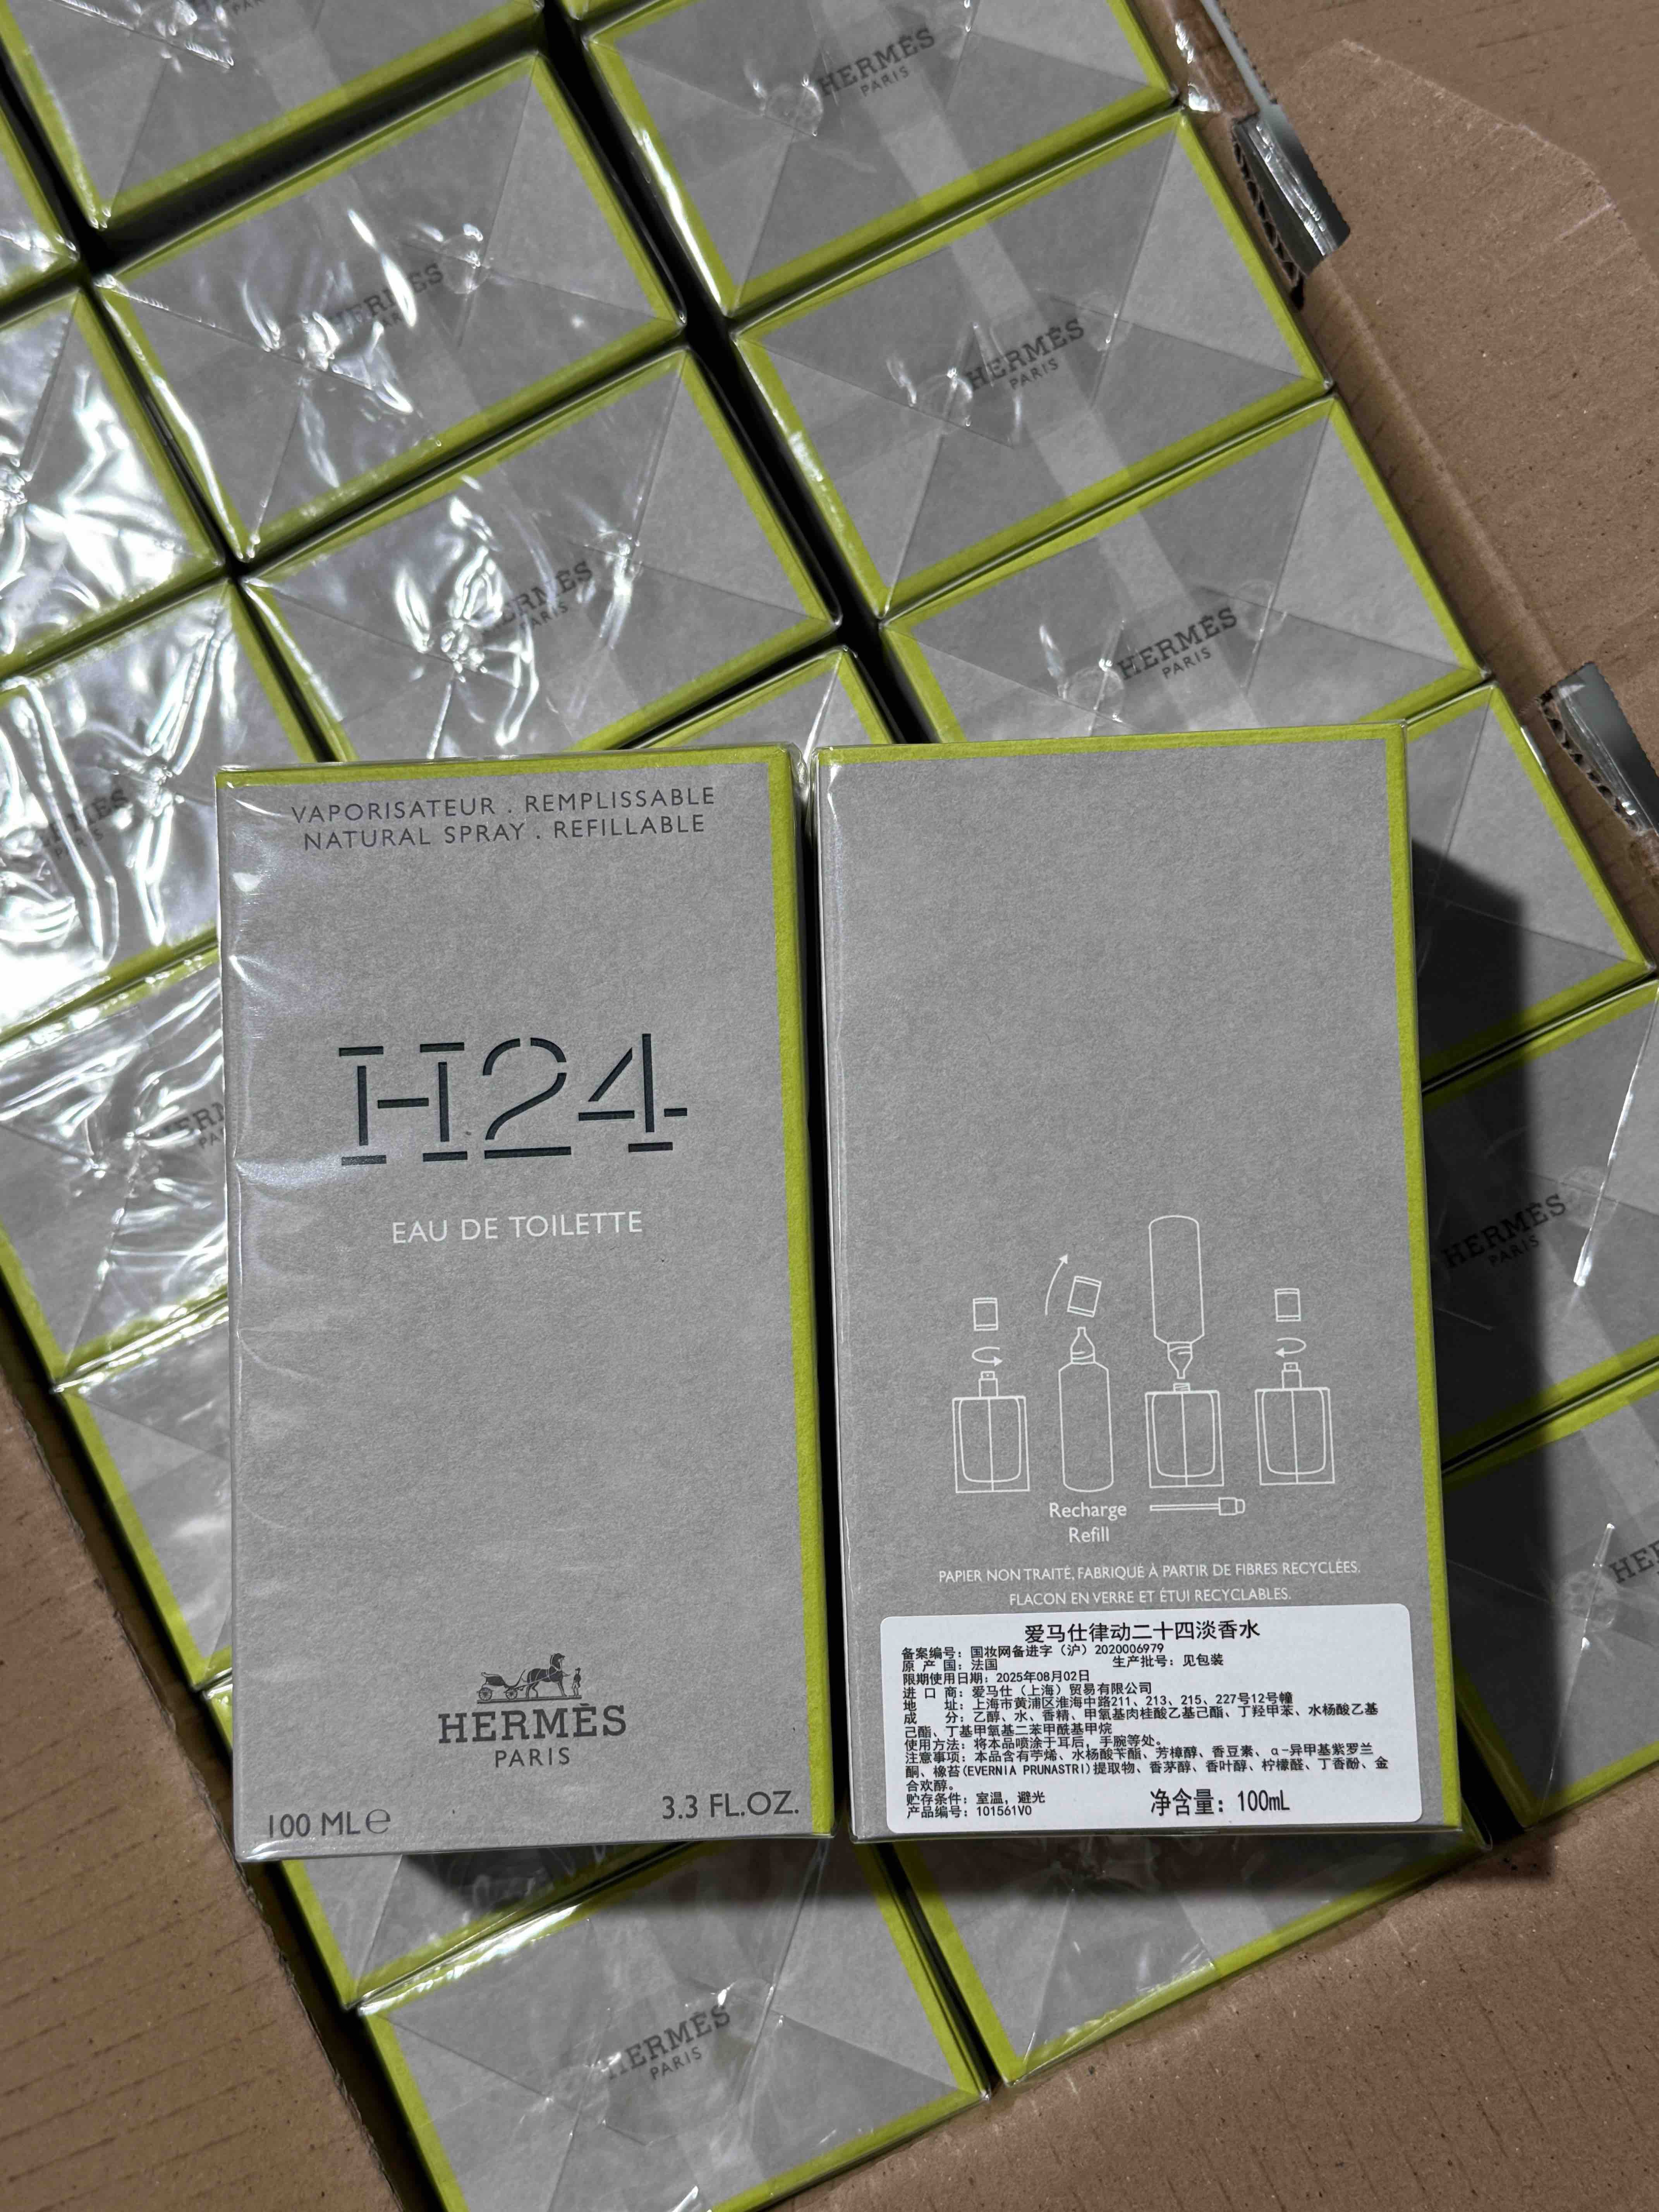 HERMÈS
PARIS
HERMÈS
PARIS
HERMÈS
PARIS
HERMÈS
PARIS
VAPORISATEUR . REMPLISSABLE
NATURAL SPRAY . REFILLABLE
H24
EAU DE TOILETTE
HERMÈS
PARIS
100 ML e
3.3 FL.OZ.
Recharge
Refill
PAPIER NON TRAITÉ, FABRIQUÉ À PARTIR DE FIBRES RECYCLÉES.
FLACON EN VERRE ET ÉTUI RECYCLABLES.
爱马仕律动二十四淡香水
备案编号：国妆网备进字（沪）2020006979
原 产 国：法国 生产批号：见包装
限期使用日期：2025年08月02日
进 口 商：爱马仕（上海）贸易有限公司
地 址：上海市黄浦区淮海中路211、213、215、227号12号幢
成 分：乙醇、水、香精、甲氧基肉桂酸乙基己酯、丁羟甲苯、水杨酸乙基
己酯、丁基甲氧基二苯甲酰基甲烷
使用方法：将本品喷涂于耳后，手腕等处。
注意事项：本品含有苧烯、水杨酸苄酯、芳樟醇、香豆素、α-异甲基紫罗兰
酮、橡苔(EVERNIA PRUNASTRI)提取物、香茅醇、香叶醇、柠檬醛、丁香酚、金
合欢醇。
贮存条件：室温，避光
产品编号：101561V0 净含量：100mL
HERMÈS
PARIS
HERMÈS
PARIS